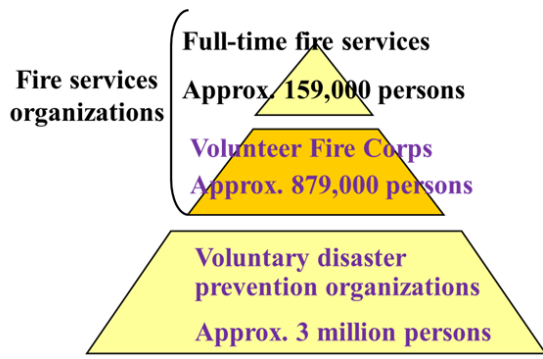 Full-time fire services
Approx. 159,000 persons
Fire services
organizations
Volunteer Fire Corps
Approx. 879,000 persons
Voluntary disaster
prevention organizations
Approx. 3 million persons